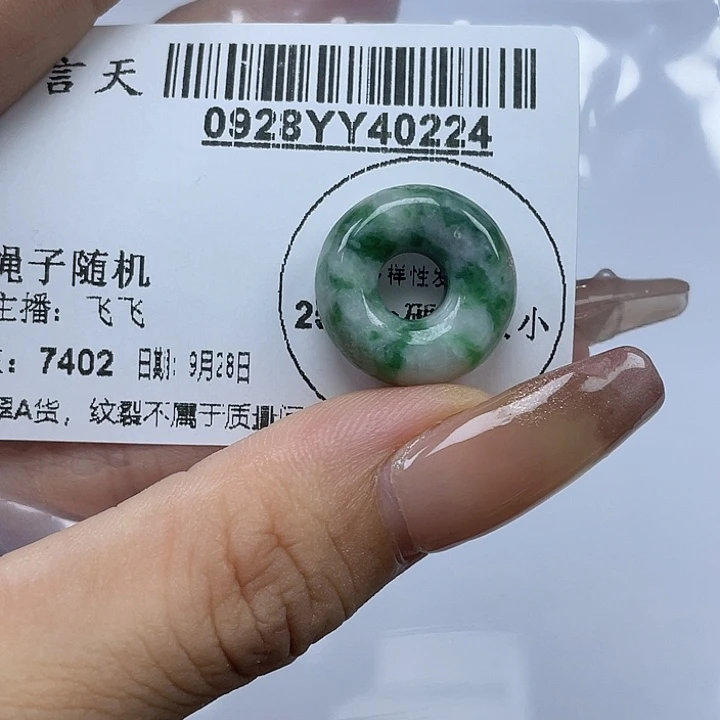 言天
0928YY40224
绳子随机
样性发
主播: 飞飞
小
: 7402 日期: 9月28日
A货, 纹裂不属于质量问